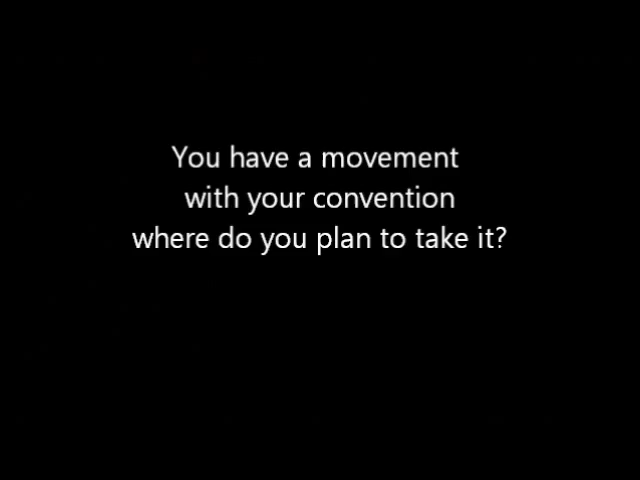 You have a movement
with your convention
where do you plan to take it?